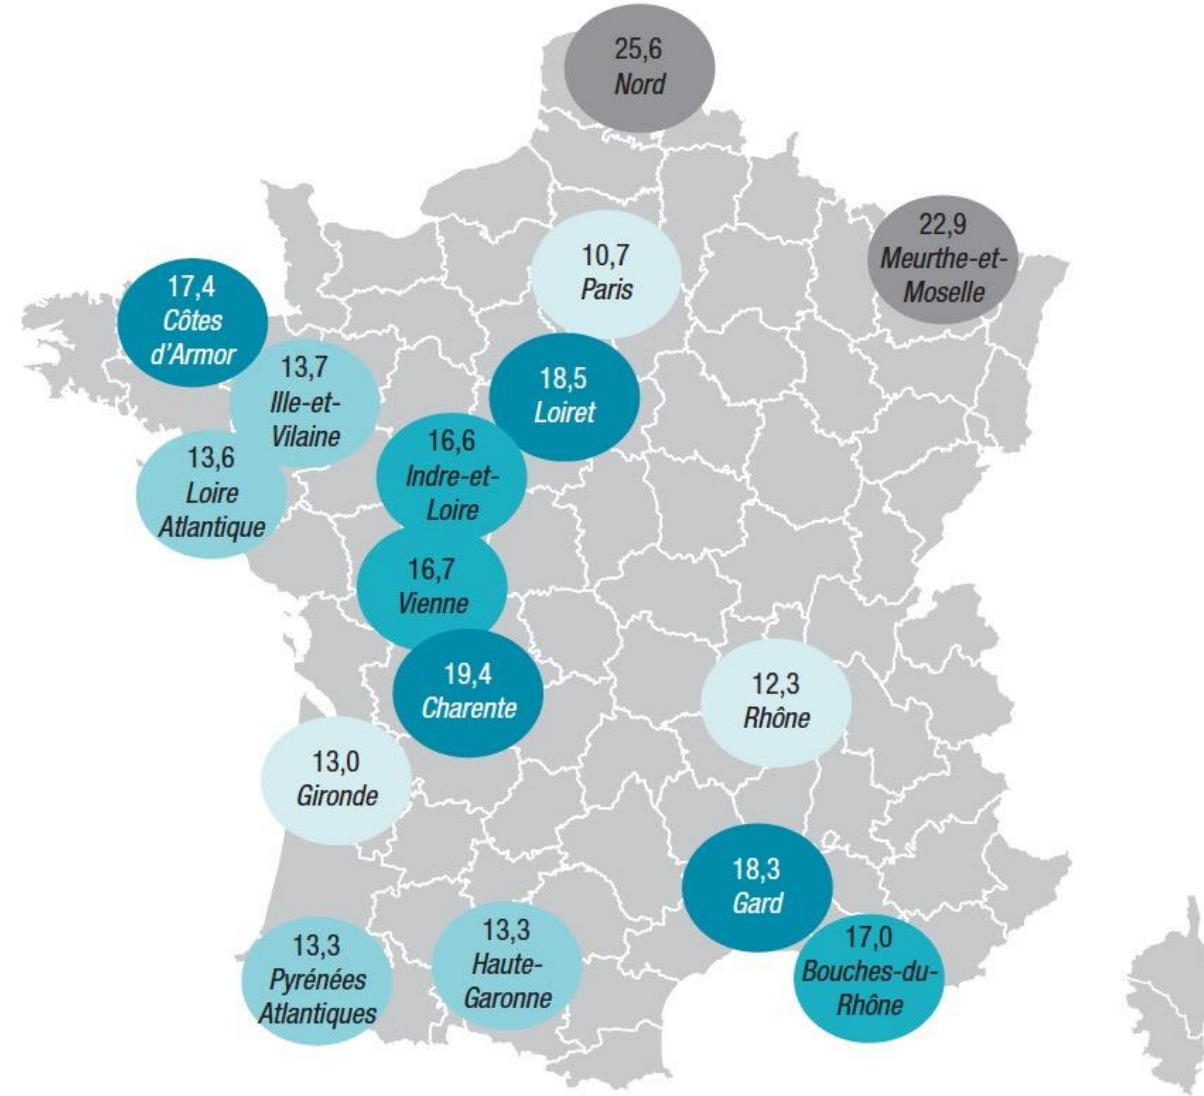 25,6
Nord
22,9
Meurthe-et-
Moselle
10,7
Paris
17,4
Côtes
d'Armor
13,7
Ille-et-
Vilaine
18,5
Loiret
13,6
Loire
Atlantique
16,6
Indre-et-
Loire
16,7
Vienne
19,4
Charente
12,3
Rhône
13,0
Gironde
18,3
Gard
13,3
Pyrénées
Atlantiques
13,3
Haute-
Garonne
17,0
Bouches-du-
Rhône